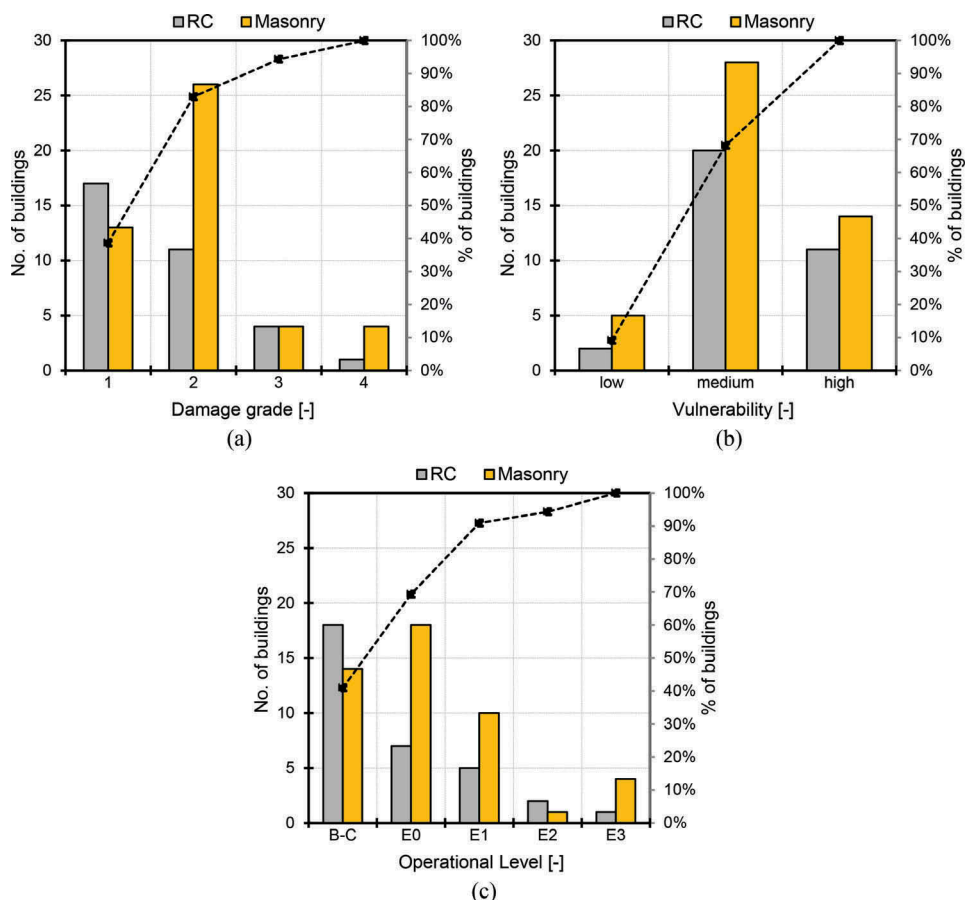 RC Masonry
30 100%
90%
25
80%
70%
20
60%
15 50%
40%
10
30%
20%
5
10%
0 0%
No. of buildings
% of buildings
1 2 3 4
Damage grade [-]
(a)
RC Masonry
30 100%
90%
25
80%
70%
20
60%
15 50%
40%
10
30%
20%
5
10%
0 0%
No. of buildings
% of buildings
low medium high
Vulnerability [-]
(b)
RC Masonry
30 100%
90%
25
80%
70%
20
60%
15 50%
40%
10
30%
20%
5
10%
0 0%
No. of buildings
% of buildings
B-C E0 E1 E2 E3
Operational Level [-]
(c)